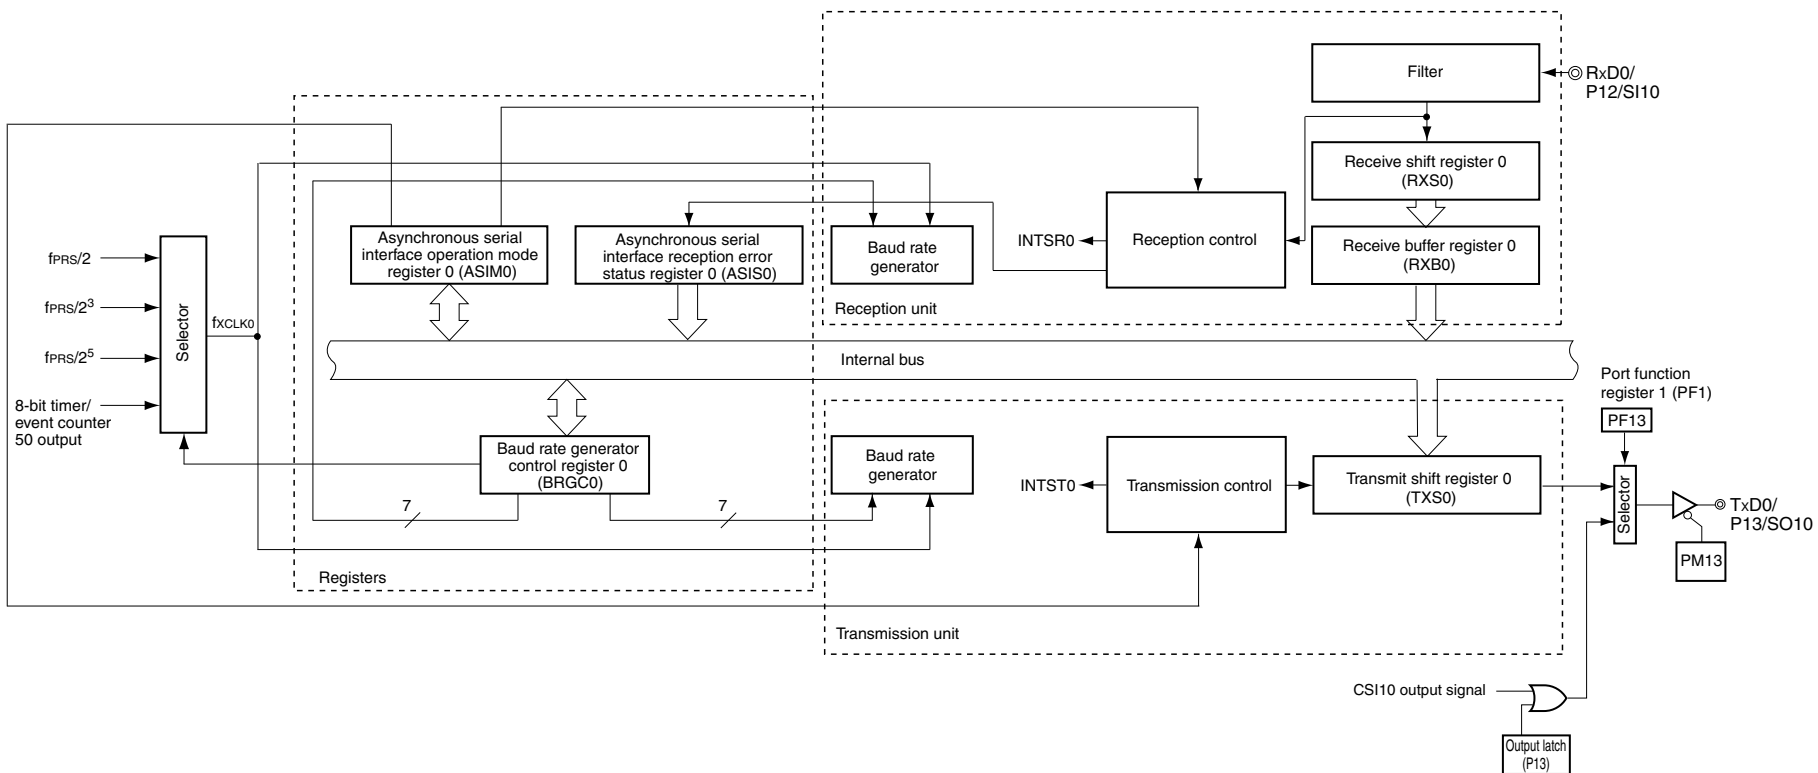 Filter
RxD0/
P12/SI10
Receive shift register 0
(RXS0)
Asynchronous serial
interface operation mode
register 0 (ASIM0)
Asynchronous serial
interface reception error
status register 0 (ASIS0)
Baud rate
generator
INTSR0
Reception control
Receive buffer register 0
(RXB0)
Reception unit
fPRS/2
fPRS/2³
fPRS/2⁵
8-bit timer/
event counter
50 output
Selector
fXCLK0
Internal bus
Port function
register 1 (PF1)
PF13
Baud rate generator
control register 0
(BRGC0)
7
7
Baud rate
generator
INTST0
Transmission control
Transmit shift register 0
(TXS0)
Selector
TxD0/
P13/SO10
PM13
Registers
Transmission unit
CSI10 output signal
Output latch
(P13)